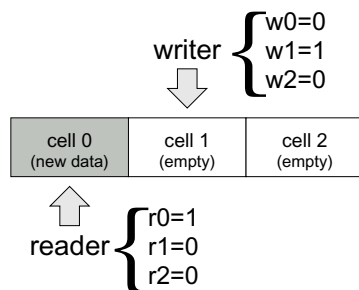 w0=0
writer w1=1
w2=0
cell 0 cell 1 cell 2
(new data) (empty) (empty)
r0=1
reader r1=0
r2=0